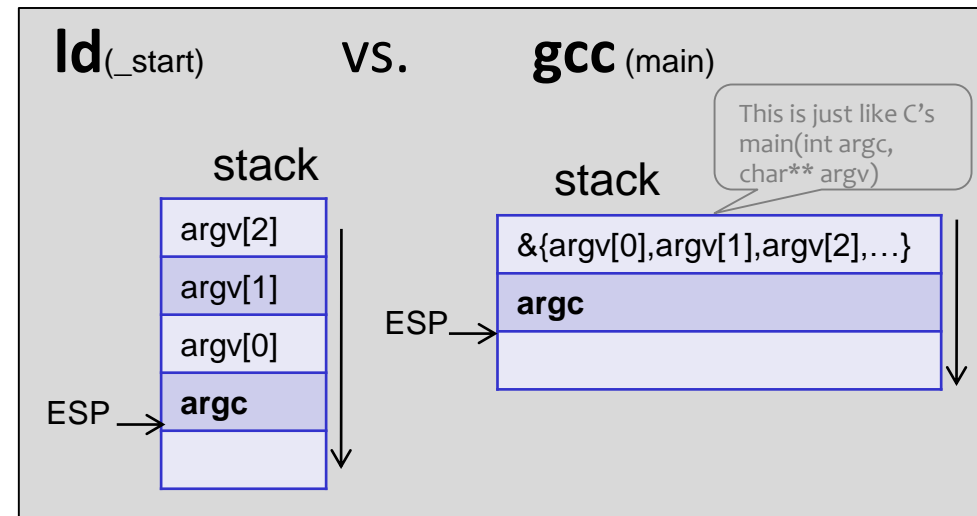 ld(_start) vs. gcc (main)
This is just like C’s
main(int argc,
char** argv)
stack
argv[2]
argv[1]
argv[0]
argc
ESP
stack
&{argv[0],argv[1],argv[2],…}
argc
ESP